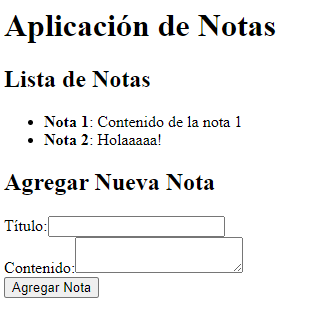 Aplicación de Notas
Lista de Notas
Nota 1: Contenido de la nota 1
Nota 2: Holaaaaa!
Agregar Nueva Nota
Título:
Contenido:
Agregar Nota